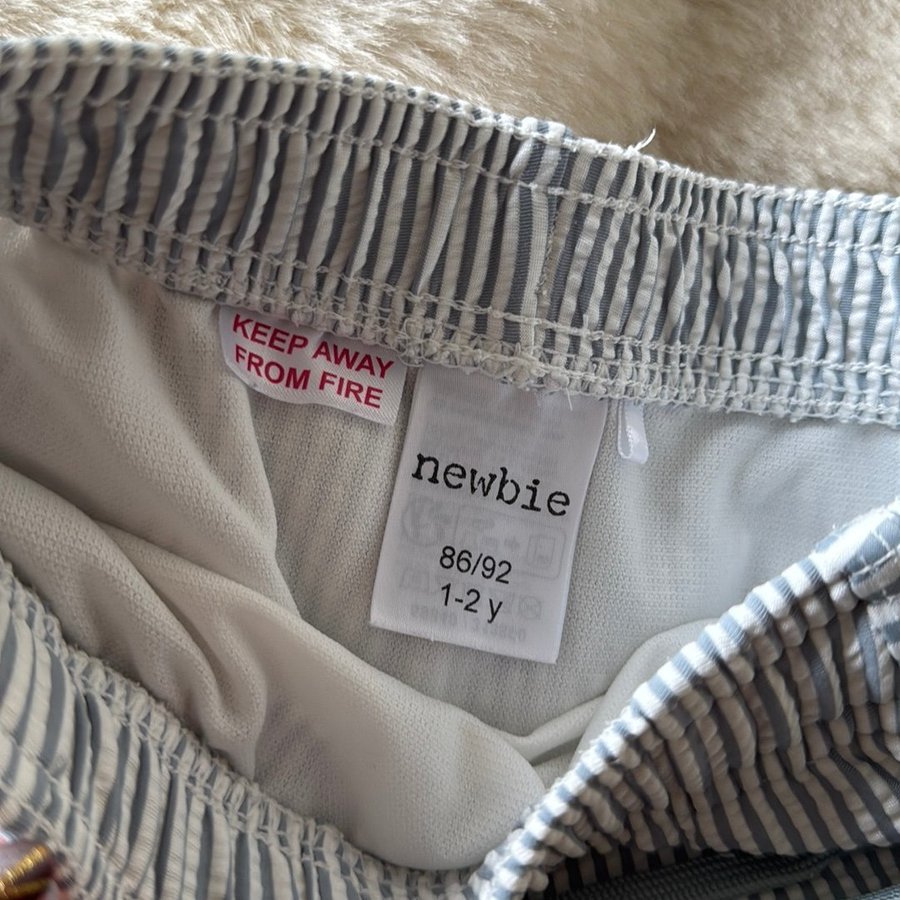 KEEP AWAY
FROM FIRE
newbie
86/92
1-2 y